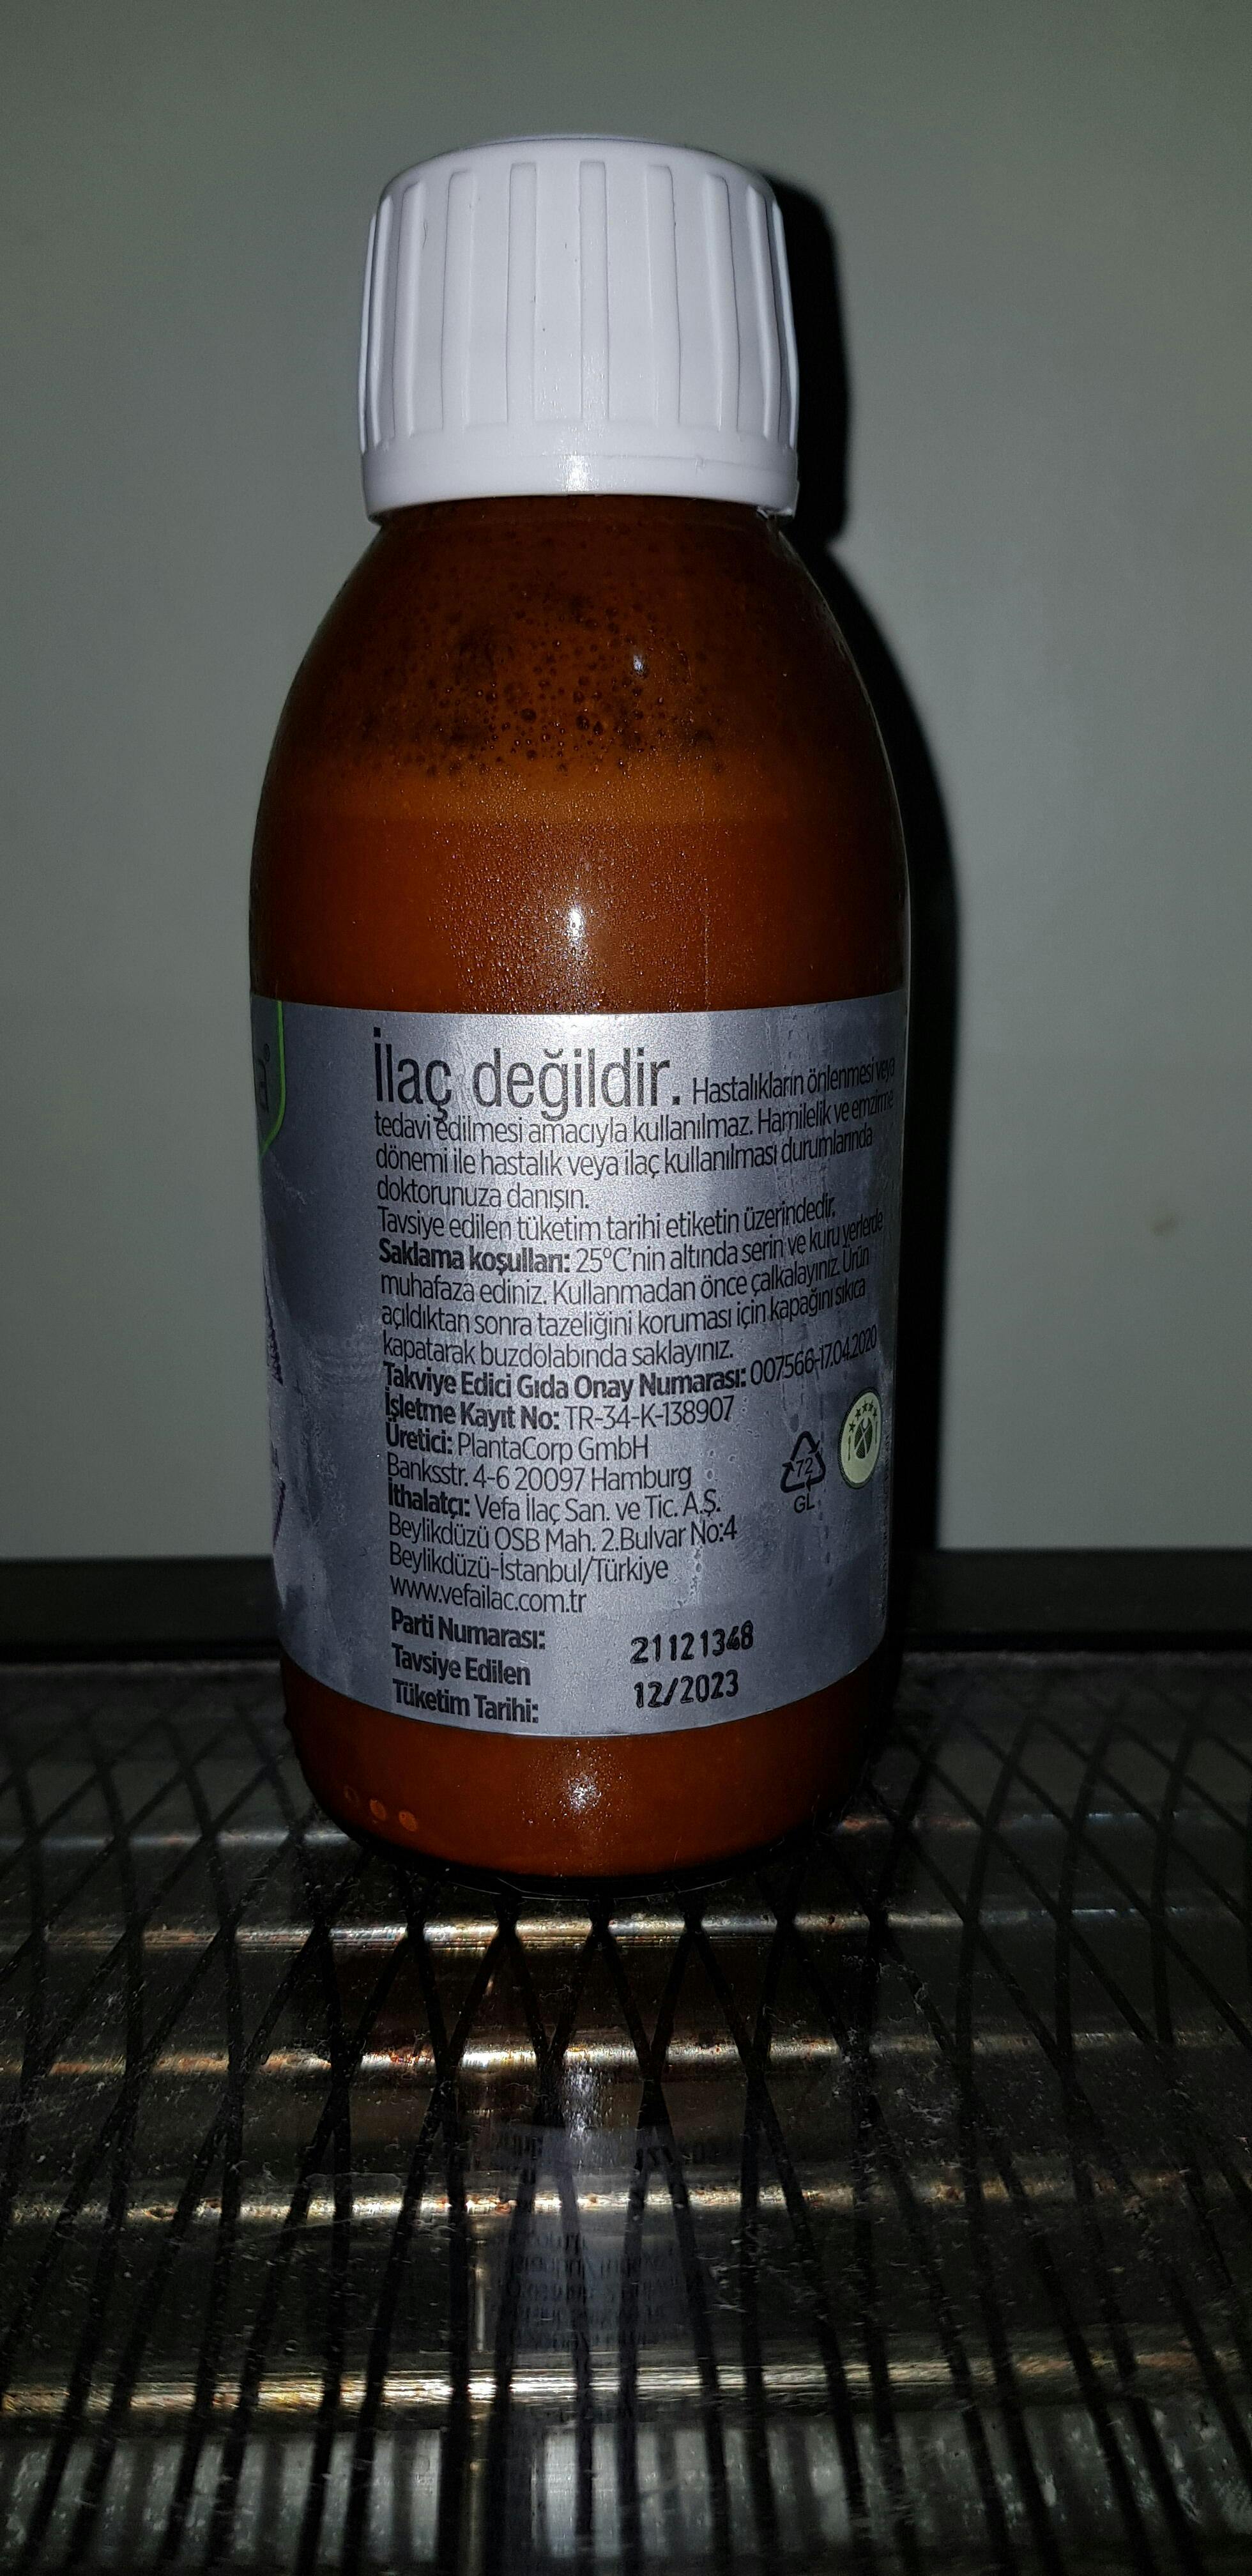 a®
İlaç değildir. Hastalıkların önlenmesi veya
tedavi edilmesi amacıyla kullanılmaz. Hamilelik ve emzirme
dönemi ile hastalık veya ilaç kullanılması durumlarında
doktorunuza danışın.
Tavsiye edilen tüketim tarihi etiketin üzerindedir.
Saklama koşulları: 25°C'nin altında serin ve kuru yerlerde
muhafaza ediniz. Kullanmadan önce çalkalayınız. Ürün
açıldıktan sonra tazeliğini koruması için kapağını sıkıca
kapatarak buzdolabında saklayınız.
Takviye Edici Gıda Onay Numarası: 007566-17.04.2020
İşletme Kayıt No: TR-34-K-138907
Üretici: PlantaCorp GmbH
Banksstr. 4-6 20097 Hamburg
İthalatçı: Vefa İlaç San. ve Tic. A.Ş.
Beylikdüzü OSB Mah. 2.Bulvar No:4
Beylikdüzü-İstanbul/Türkiye
www.vefailac.com.tr
72
GL
Parti Numarası: 21121348
Tavsiye Edilen
Tüketim Tarihi: 12/2023